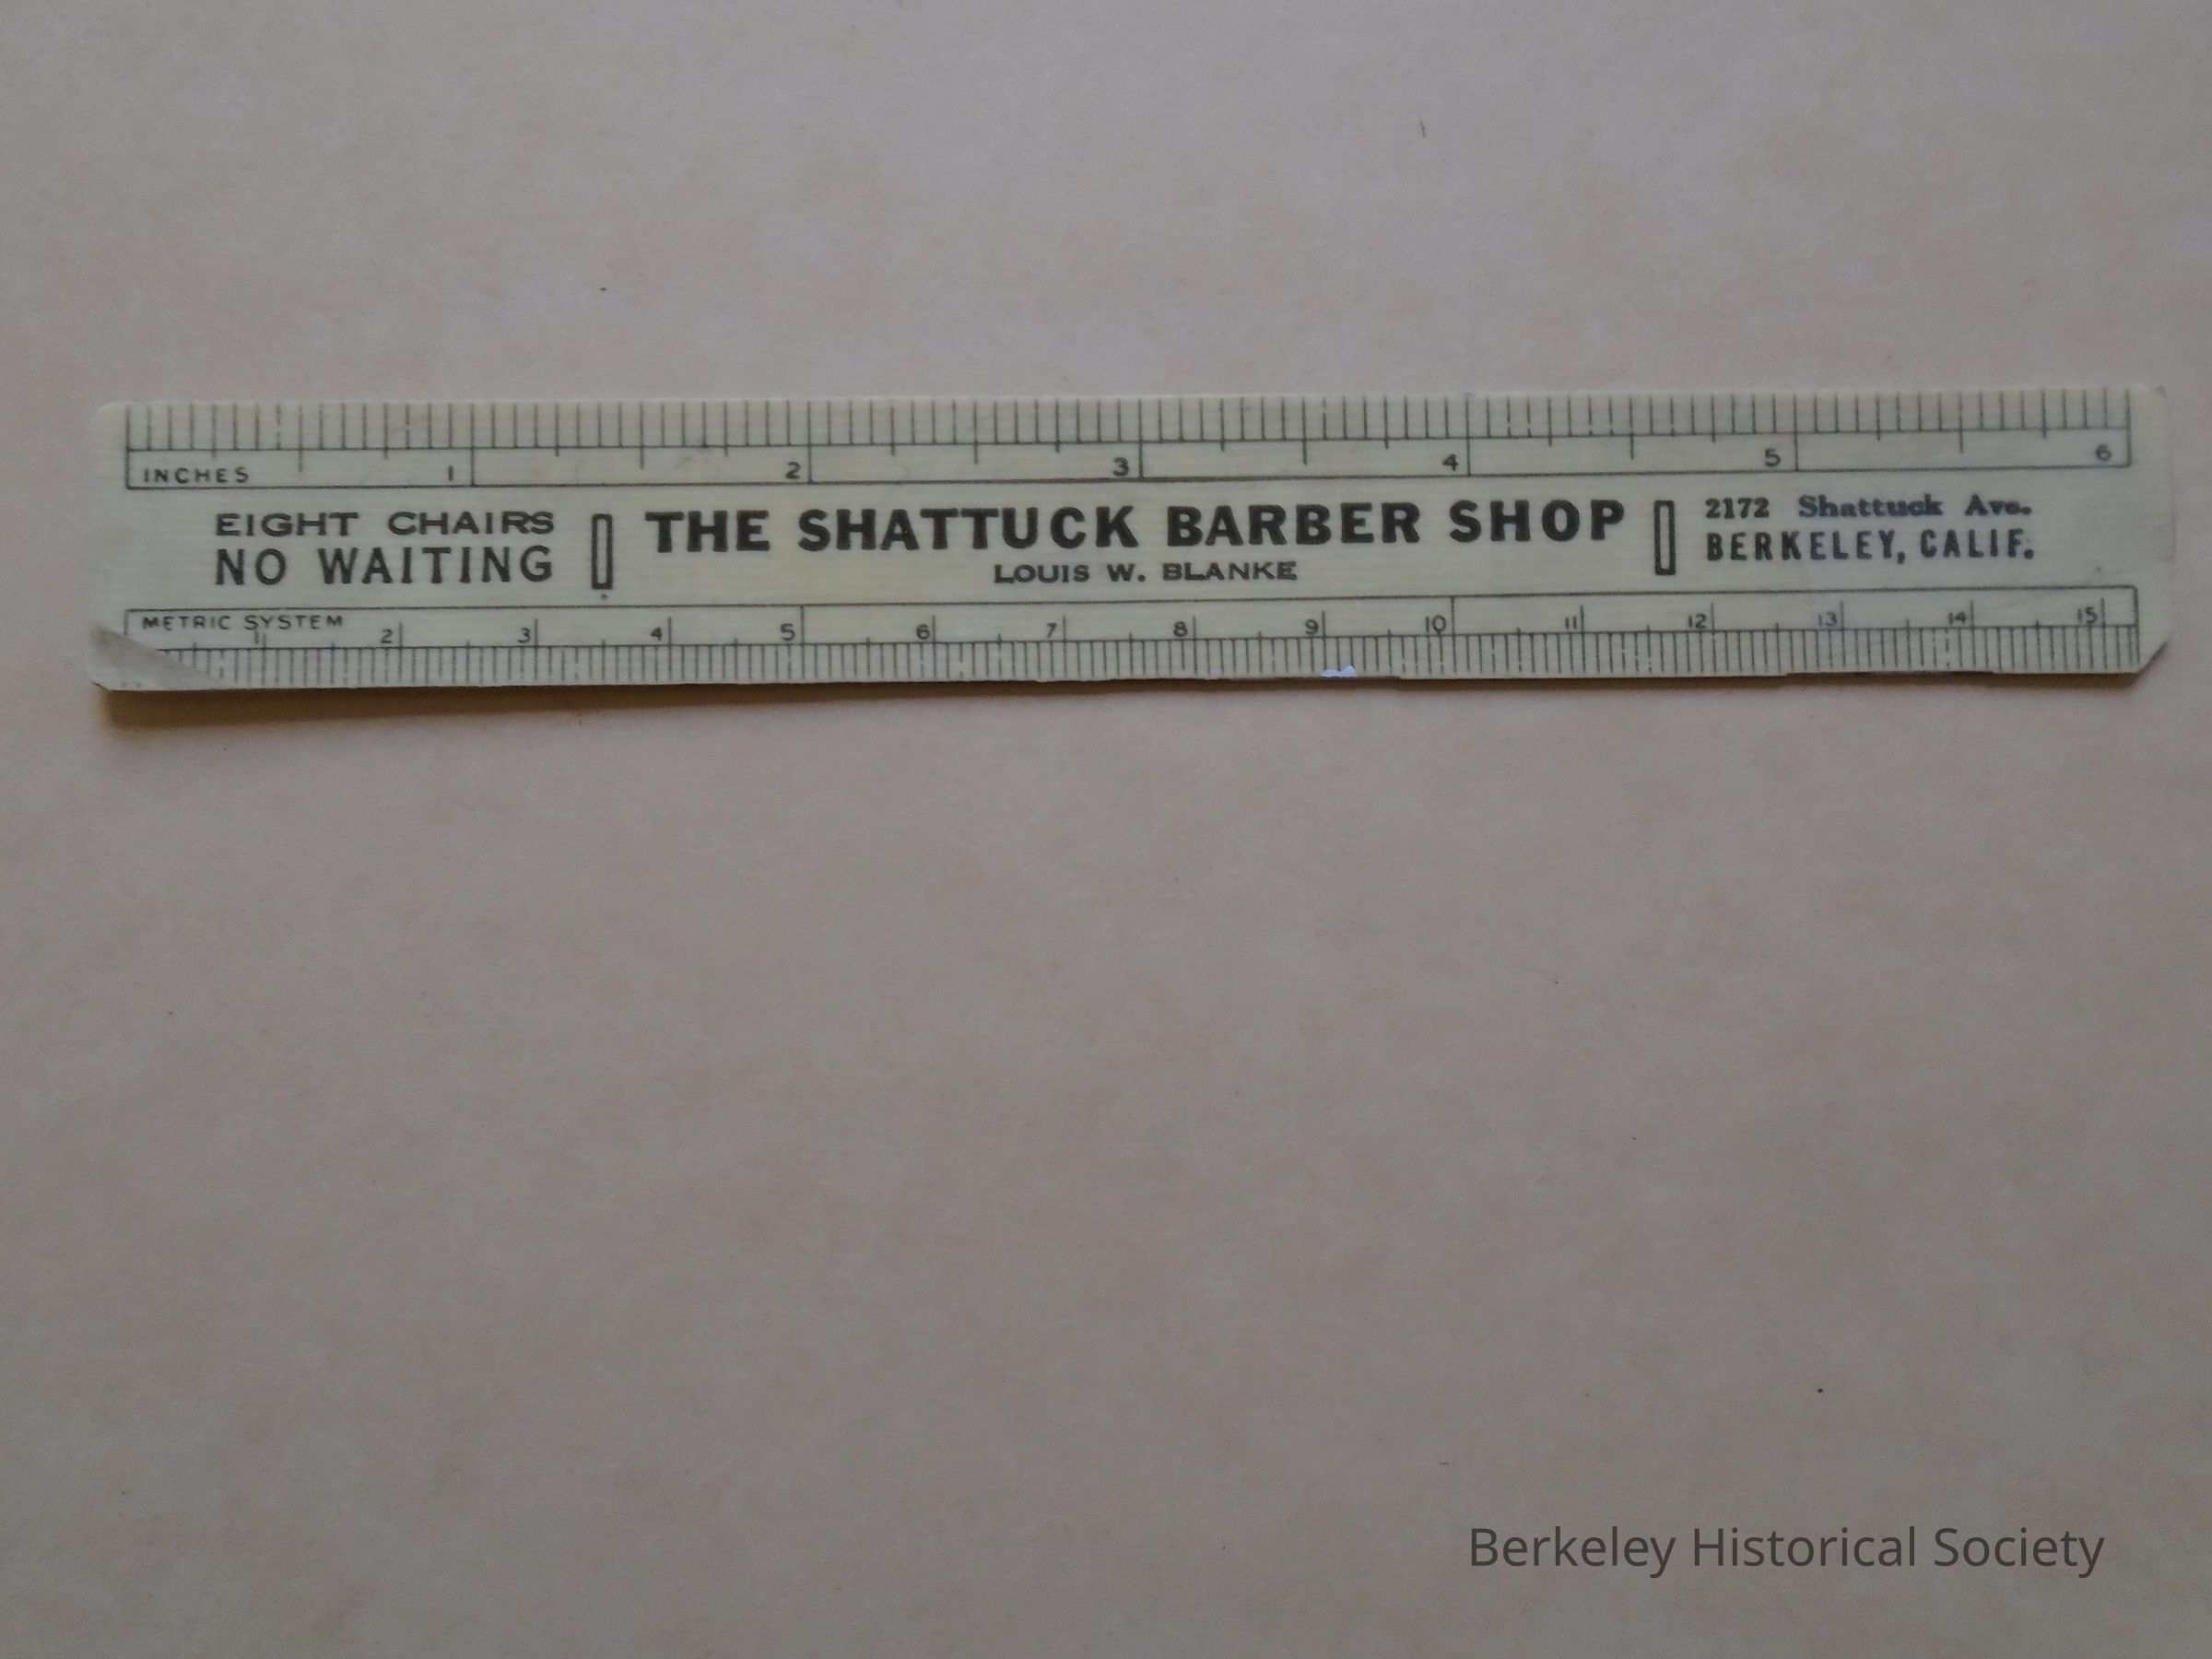 INCHES 1 2 3 4 5 6
EIGHT CHAIRS
NO WAITING
THE SHATTUCK BARBER SHOP
LOUIS W. BLANKE
2172 Shattuck Ave.
BERKELEY, CALIF.
METRIC SYSTEM
1 2 3 4 5 6 7 8 9 10 11 12 13 14 15
Berkeley Historical Society